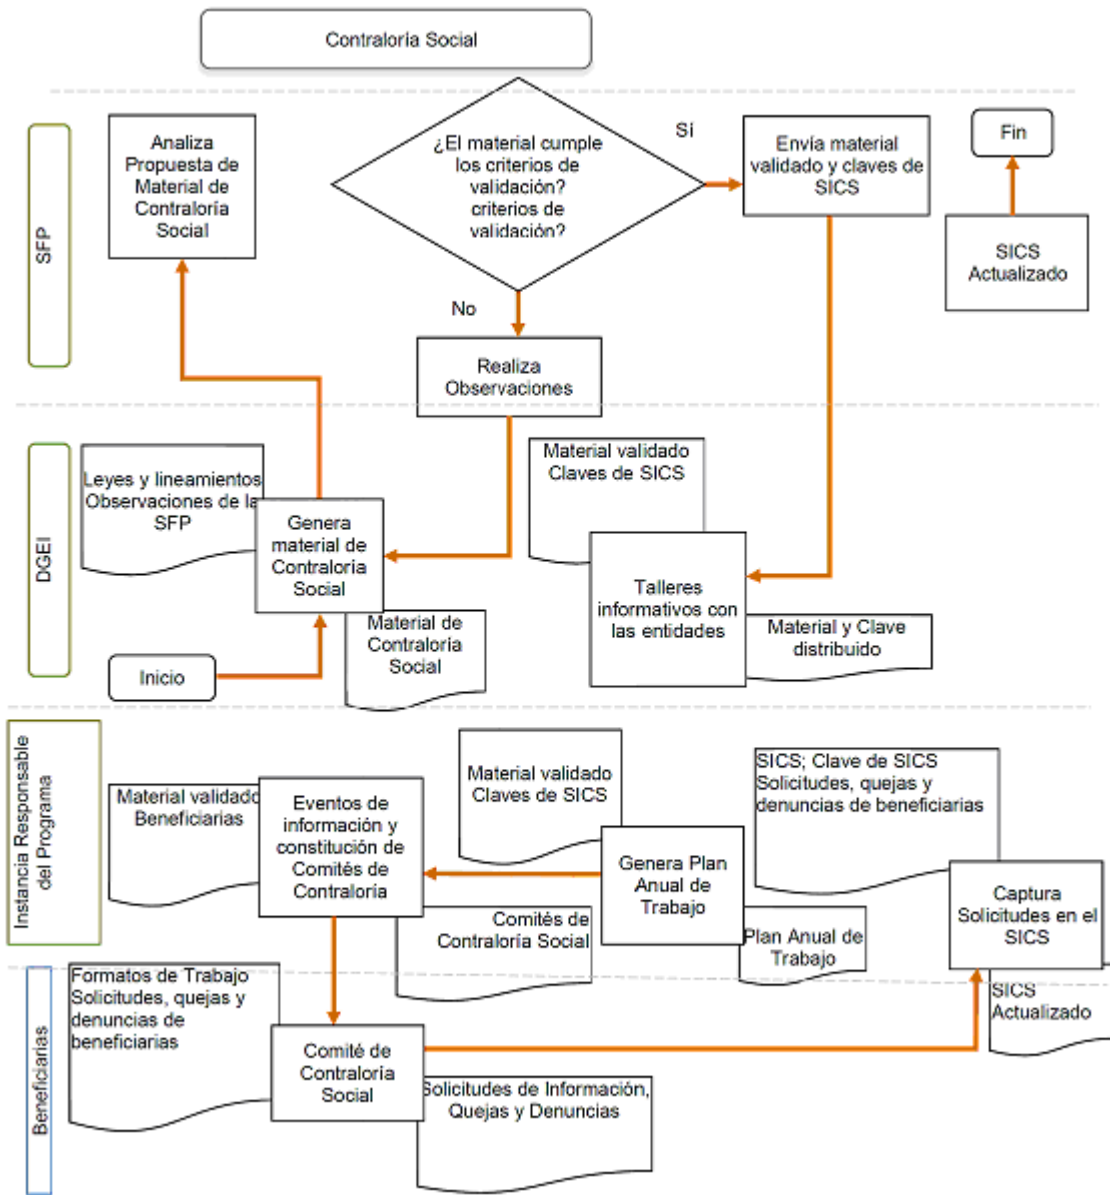 Contraloría Social
SFP
Analiza
Propuesta de
Material de
Contraloría
Social
¿El material cumple
los criterios de
validación?
criterios de
validación?
Sí
Envía material
validado y claves de
SICS
Fin
SICS
Actualizado
No
Realiza
Observaciones
DGEI
Leyes y lineamientos
Observaciones de la
SFP
Genera
material de
Contraloría
Social
Material de
Contraloría
Social
Inicio
Material validado
Claves de SICS
Talleres
informativos con
las entidades
Material y Clave
distribuido
Instancia Responsable
del Programa
Material validado
Beneficiarias
Eventos de
información y
constitución de
Comités de
Contraloría
Comités de
Contraloría Social
Material validado
Claves de SICS
Genera Plan
Anual de
Trabajo
Plan Anual de
Trabajo
SICS; Clave de SICS
Solicitudes, quejas y
denuncias de beneficiarias
Captura
Solicitudes en el
SICS
SICS
Actualizado
Beneficiarias
Formatos de Trabajo
Solicitudes, quejas y
denuncias de
beneficiarias
Comité de
Contraloría
Social
Solicitudes de Información,
Quejas y Denuncias